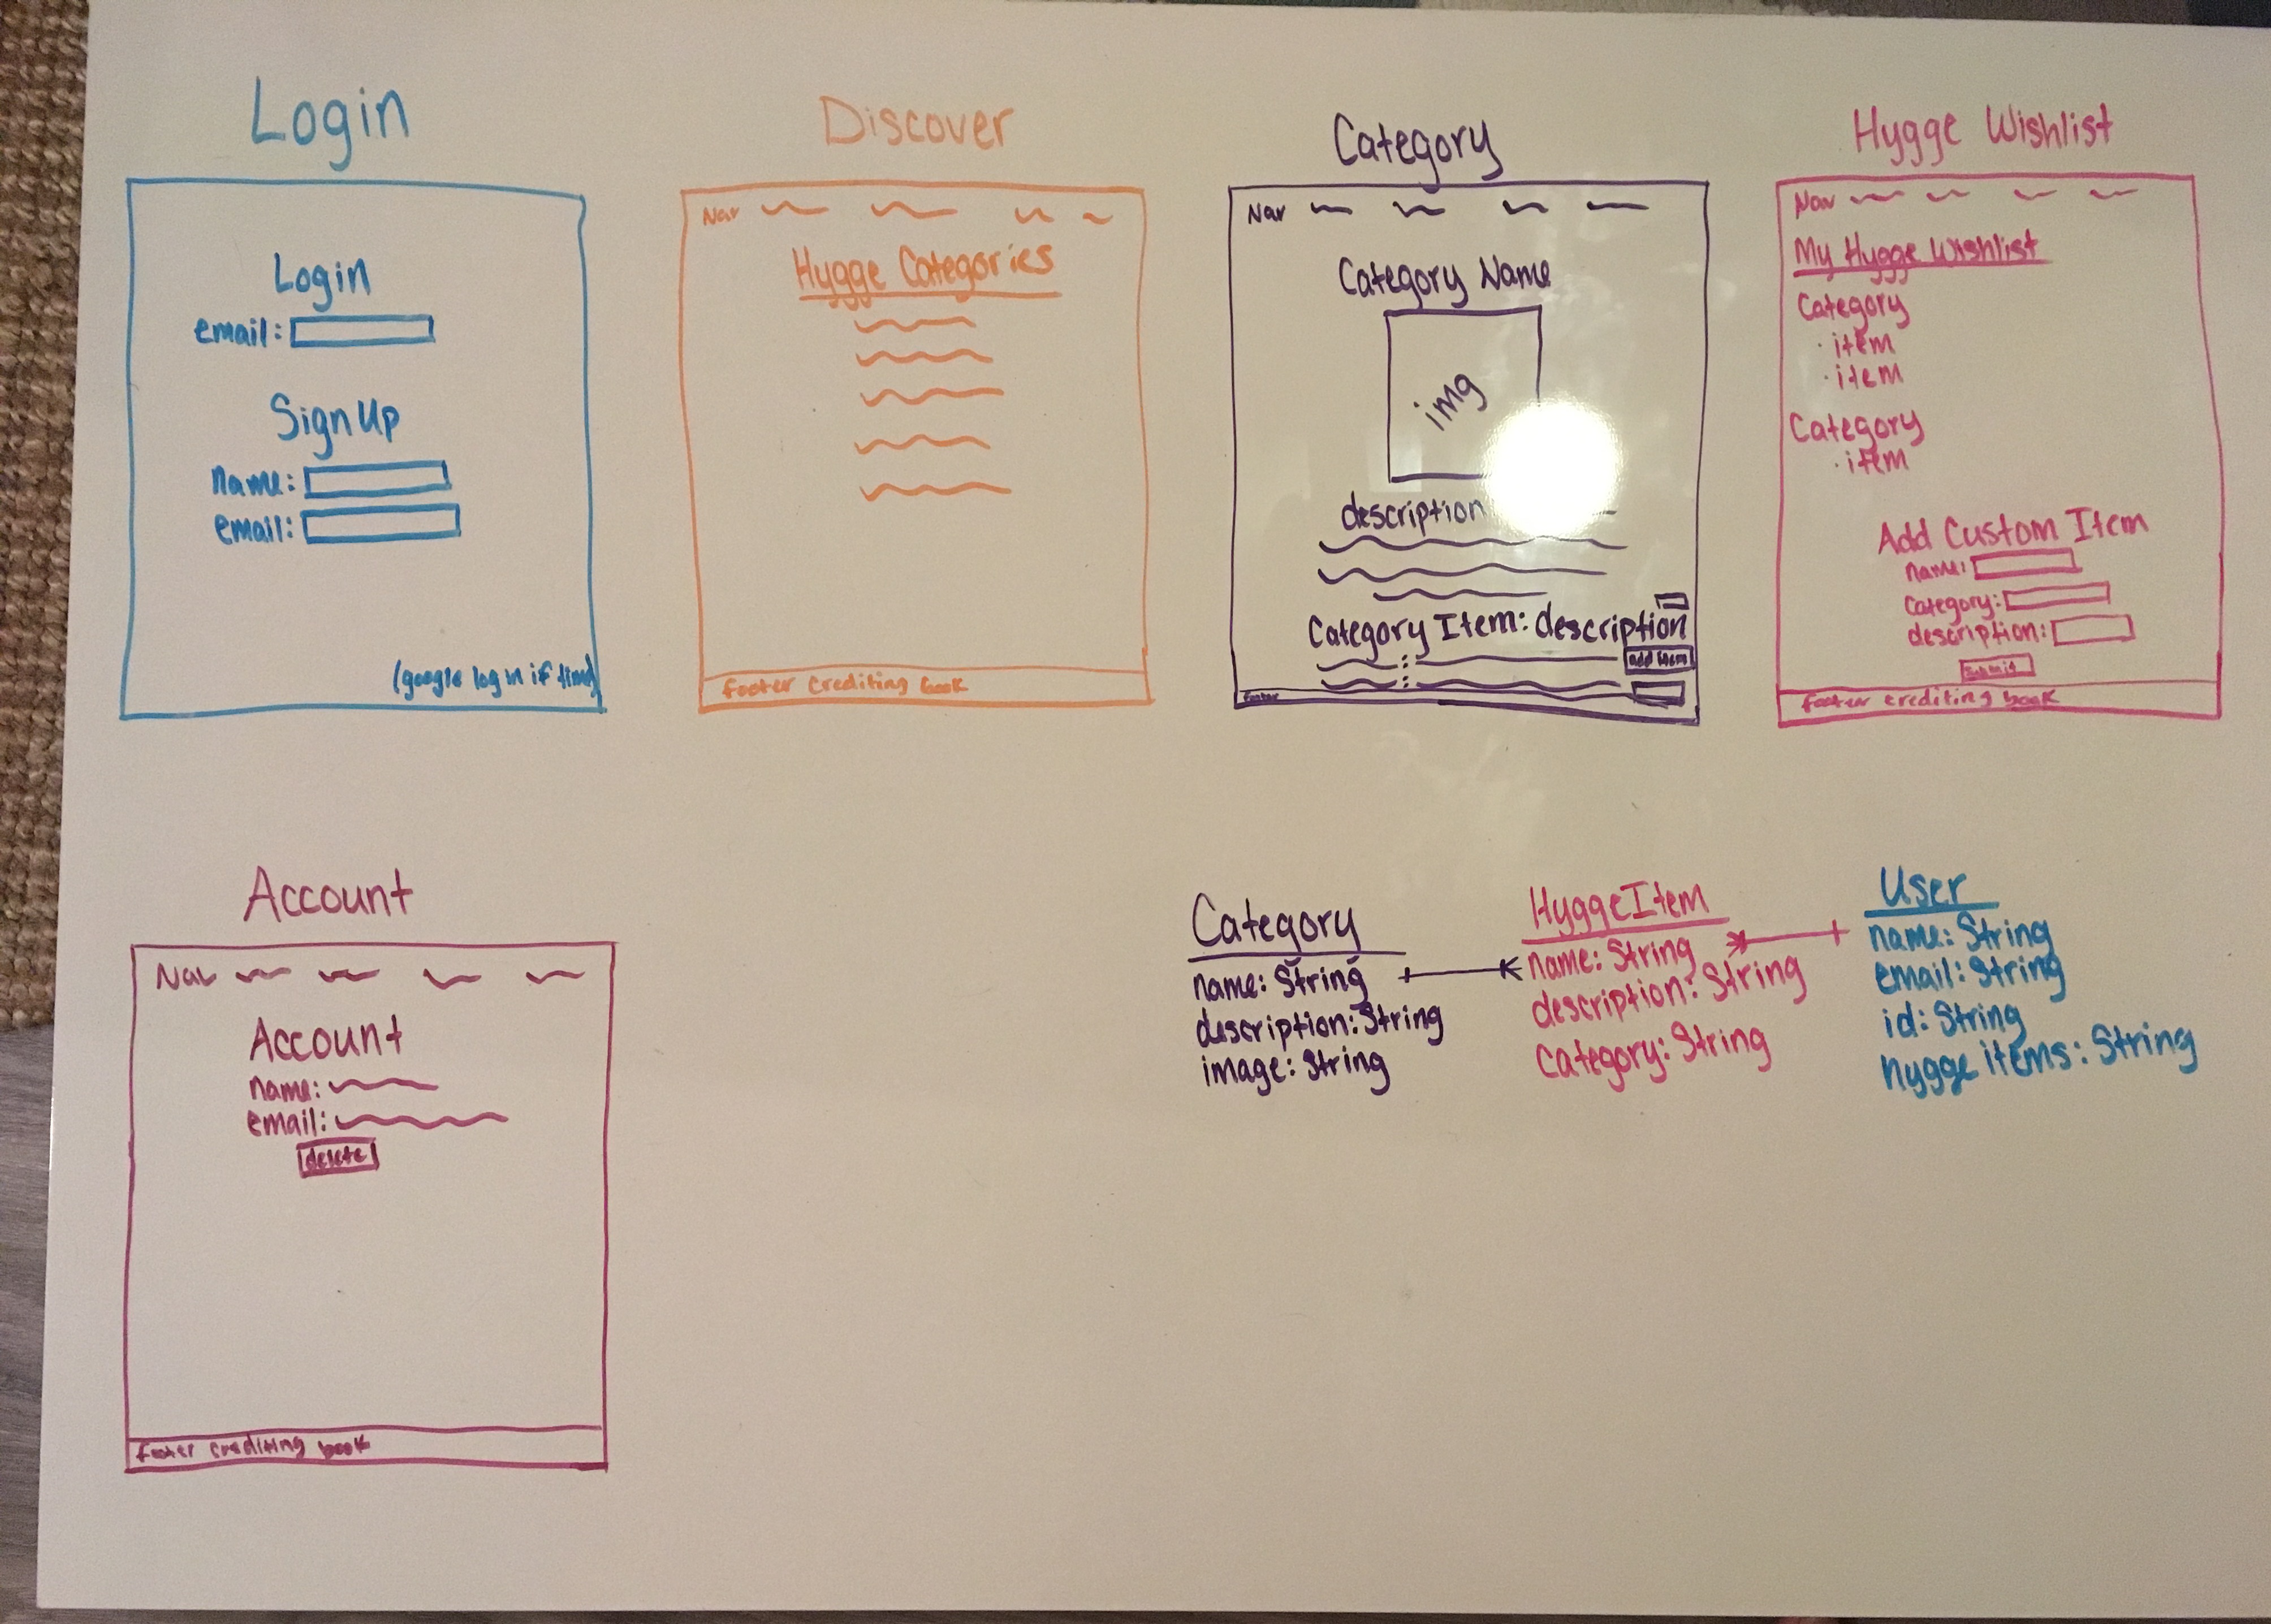 Login
Login
email:
Sign Up
name:
email:
(google log in if time)
Discover
Nav
Hygge Categories
footer crediting book
Category
Nav
Category Name
img
description
Category Item: description
add item
footer
Hygge Wishlist
Nav
My Hygge Wishlist
Category
· item
· item
Category
· item
Add Custom Item
name:
Category:
description:
submit
footer crediting book
Account
Nav
Account
name:
email:
delete
footer crediting book
Category
name: String
description: String
image: String
HyggeItem
name: String
description: String
Category: String
User
name: String
email: String
id: String
hygge items: String